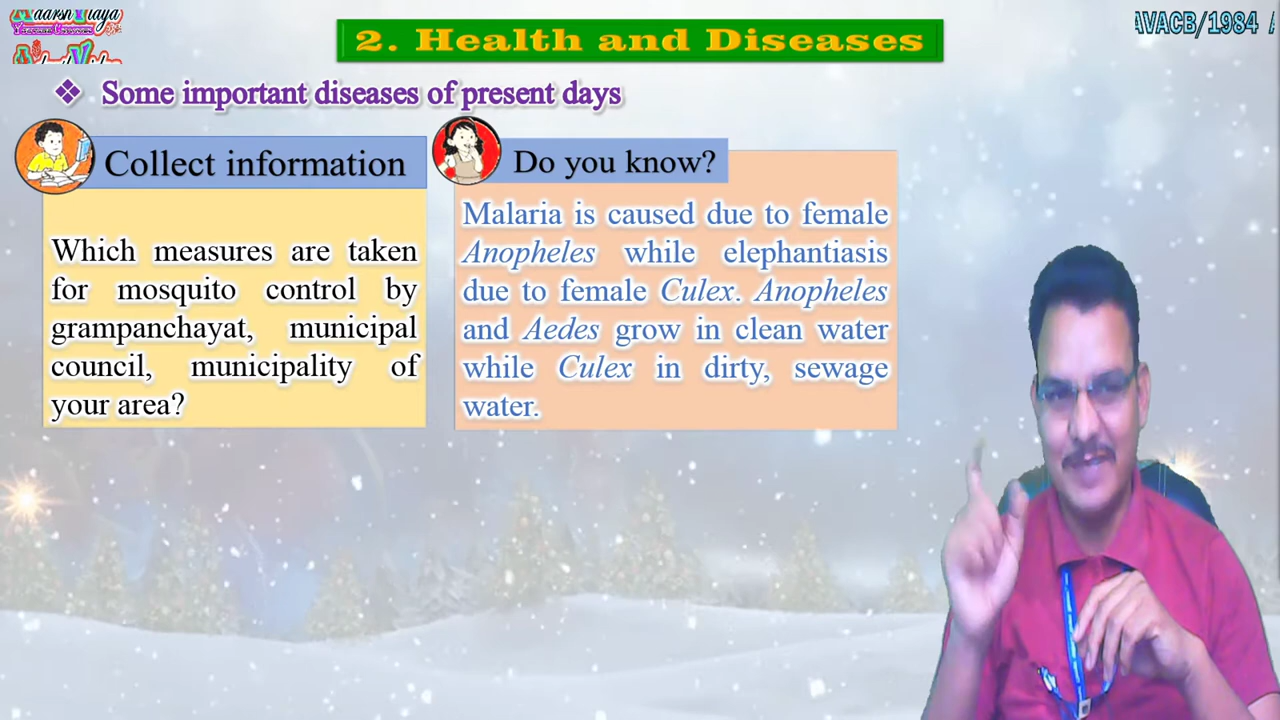 2. Health and Diseases
AVACB/1984
Some important diseases of present days
Collect information
Which measures are taken
for mosquito control by
grampanchayat, municipal
council, municipality of
your area?
Do you know?
Malaria is caused due to female
Anopheles while elephantiasis
due to female Culex. Anopheles
and Aedes grow in clean water
while Culex in dirty, sewage
water.